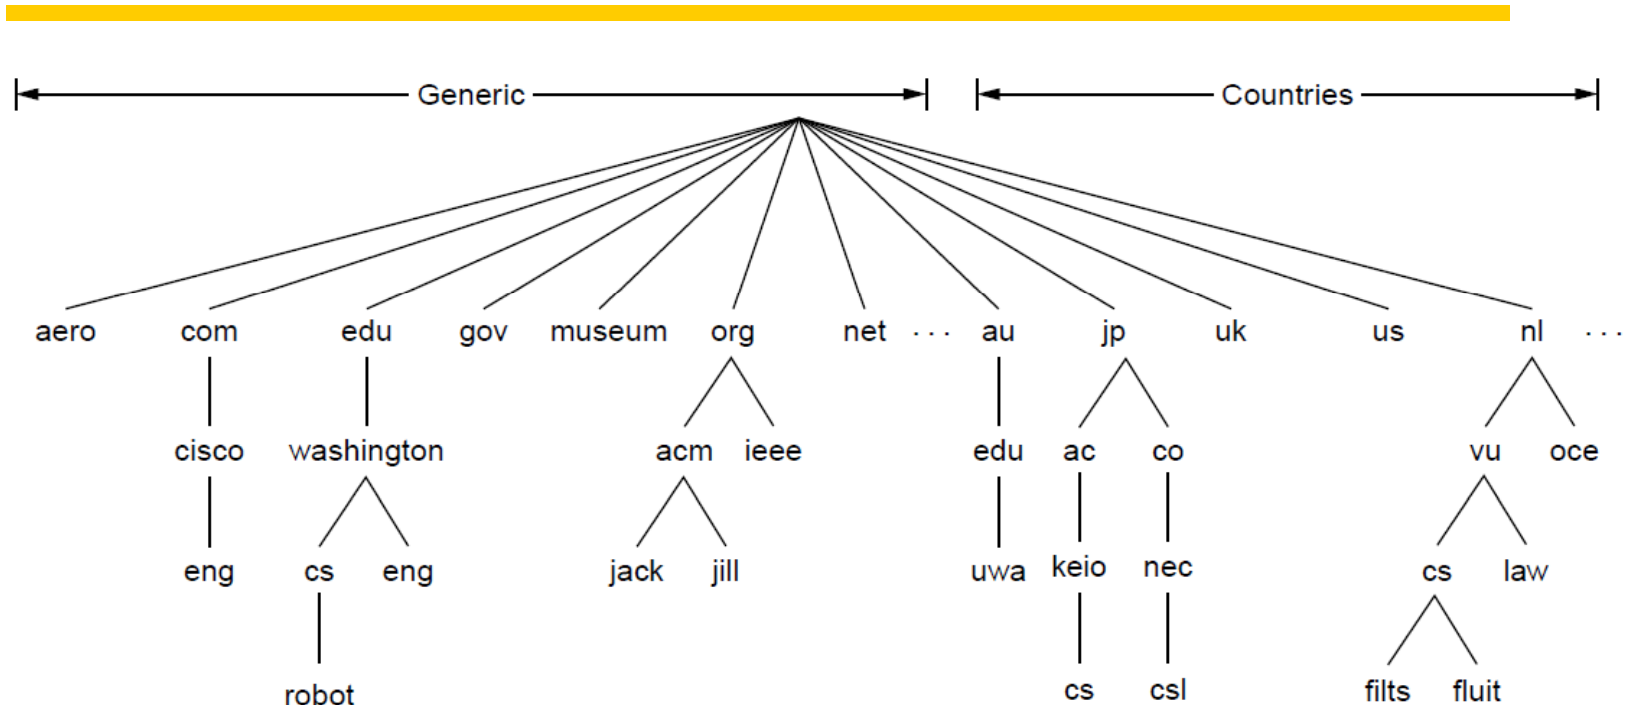 Generic Countries
aero com edu gov museum org net ... au jp uk us nl ...
cisco washington acm ieee edu ac co vu oce
eng cs eng jack jill uwa keio nec cs law
robot cs csl filts fluit